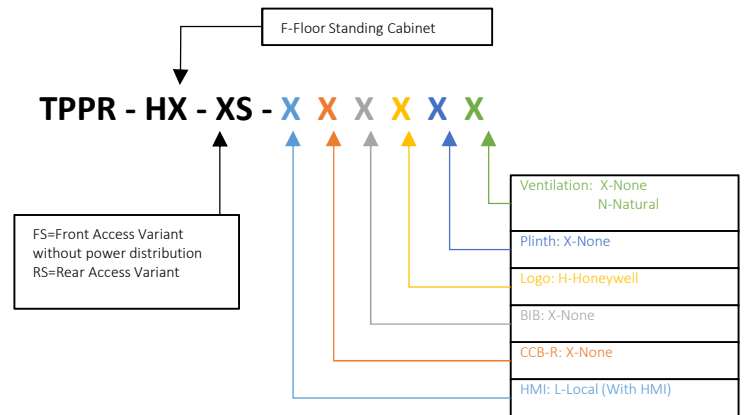 F-Floor Standing Cabinet
TPPR - HX - XS - X X X X X X
Ventilation: X-None
N-Natural
FS=Front Access Variant
without power distribution
RS=Rear Access Variant
Plinth: X-None
Logo: H-Honeywell
BIB: X-None
CCB-R: X-None
HMI: L-Local (With HMI)